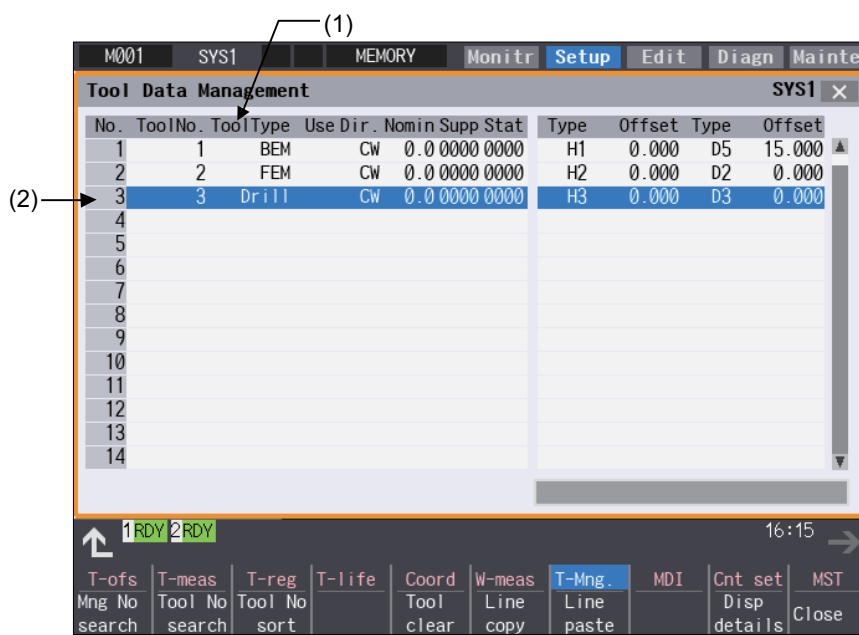 (1)
M001 SYS1 MEMORY Monitr Setup Edit Diagn Mainte
Tool Data Management SYS1 ×
No. ToolNo. ToolType Use Dir. Nomin Supp Stat Type Offset Type Offset
1 1 BEM CW 0.0 0000 0000 H1 0.000 D5 15.000
2 2 FEM CW 0.0 0000 0000 H2 0.000 D2 0.000
(2) 3 3 Drill CW 0.0 0000 0000 H3 0.000 D3 0.000
4
5
6
7
8
9
10
11
12
13
14
1 RDY 2 RDY 16:15
T-ofs T-meas T-reg T-life Coord W-meas T-Mng. MDI Cnt set MST
Mng No Tool No Tool No Tool Line Line Disp Close
search search sort clear copy paste details